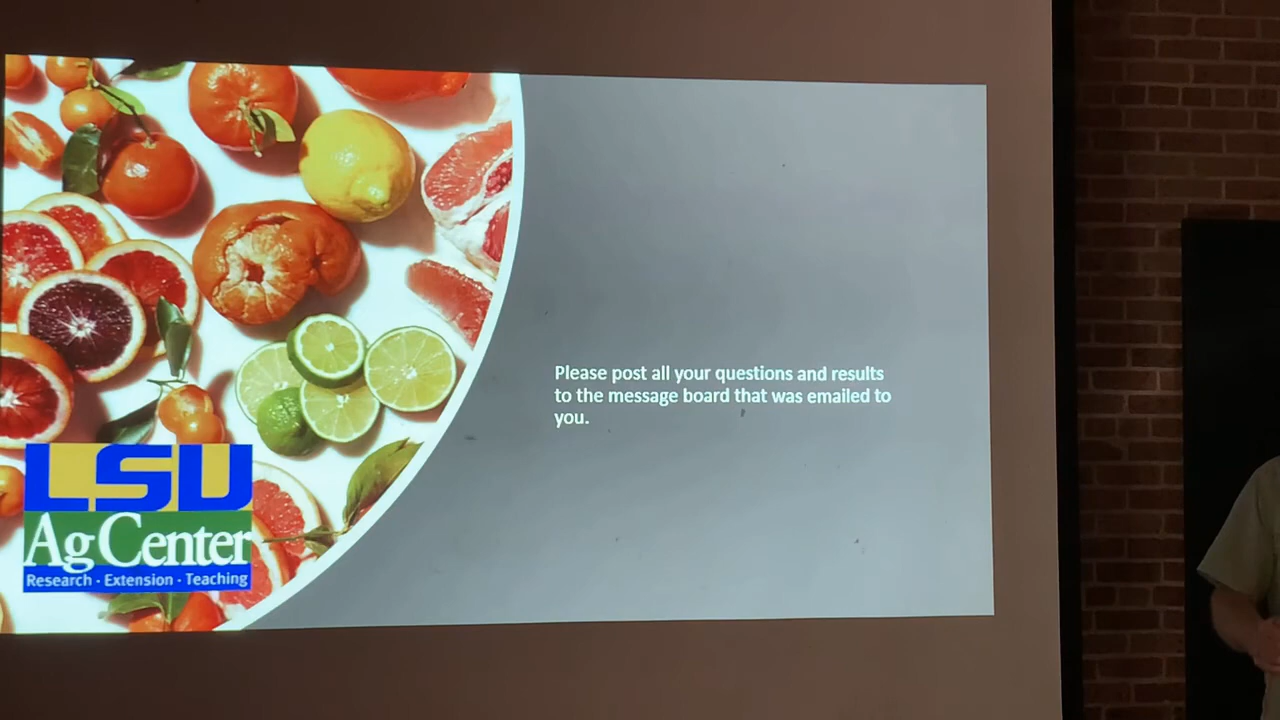 Please post all your questions and results
to the message board that was emailed to
you.
LSU
AgCenter
Research · Extension · Teaching